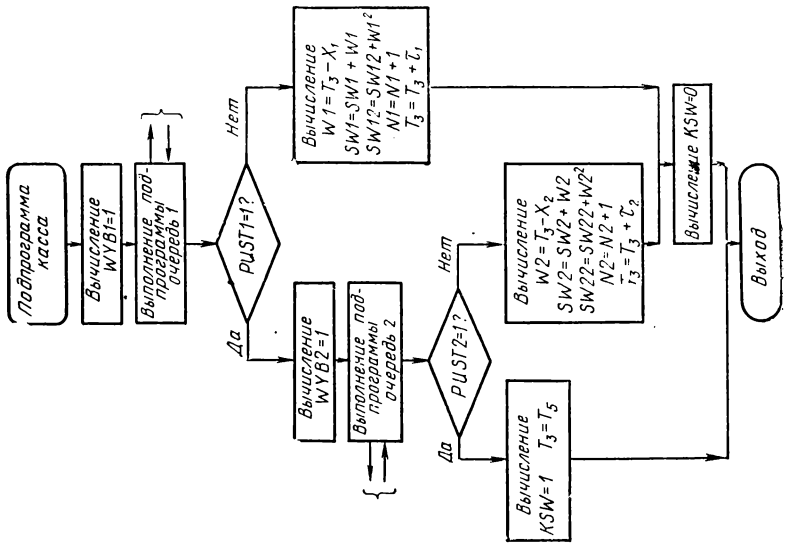 Подпрограмма
касса
Вычисление
WYB1=1
Выполнение под-
программы
очередь 1
PUST1=1?
Да
Нет
Вычисление
W1=T₃-X₁
SW1=SW1+W1
SW12=SW12+W1²
N1=N1+1
T₃=T₃+τ₁
Вычисление
WYB2=1
Выполнение под-
программы
очередь 2
PUST2=1?
Да
Нет
Вычисление
KSW=1 T₃=T₅
Вычисление
W2=T₃-X₂
SW2=SW2+W2
SW22=SW22+W2²
N2=N2+1
T₃=T₃+τ₂
Вычисление KSW=0
Выход